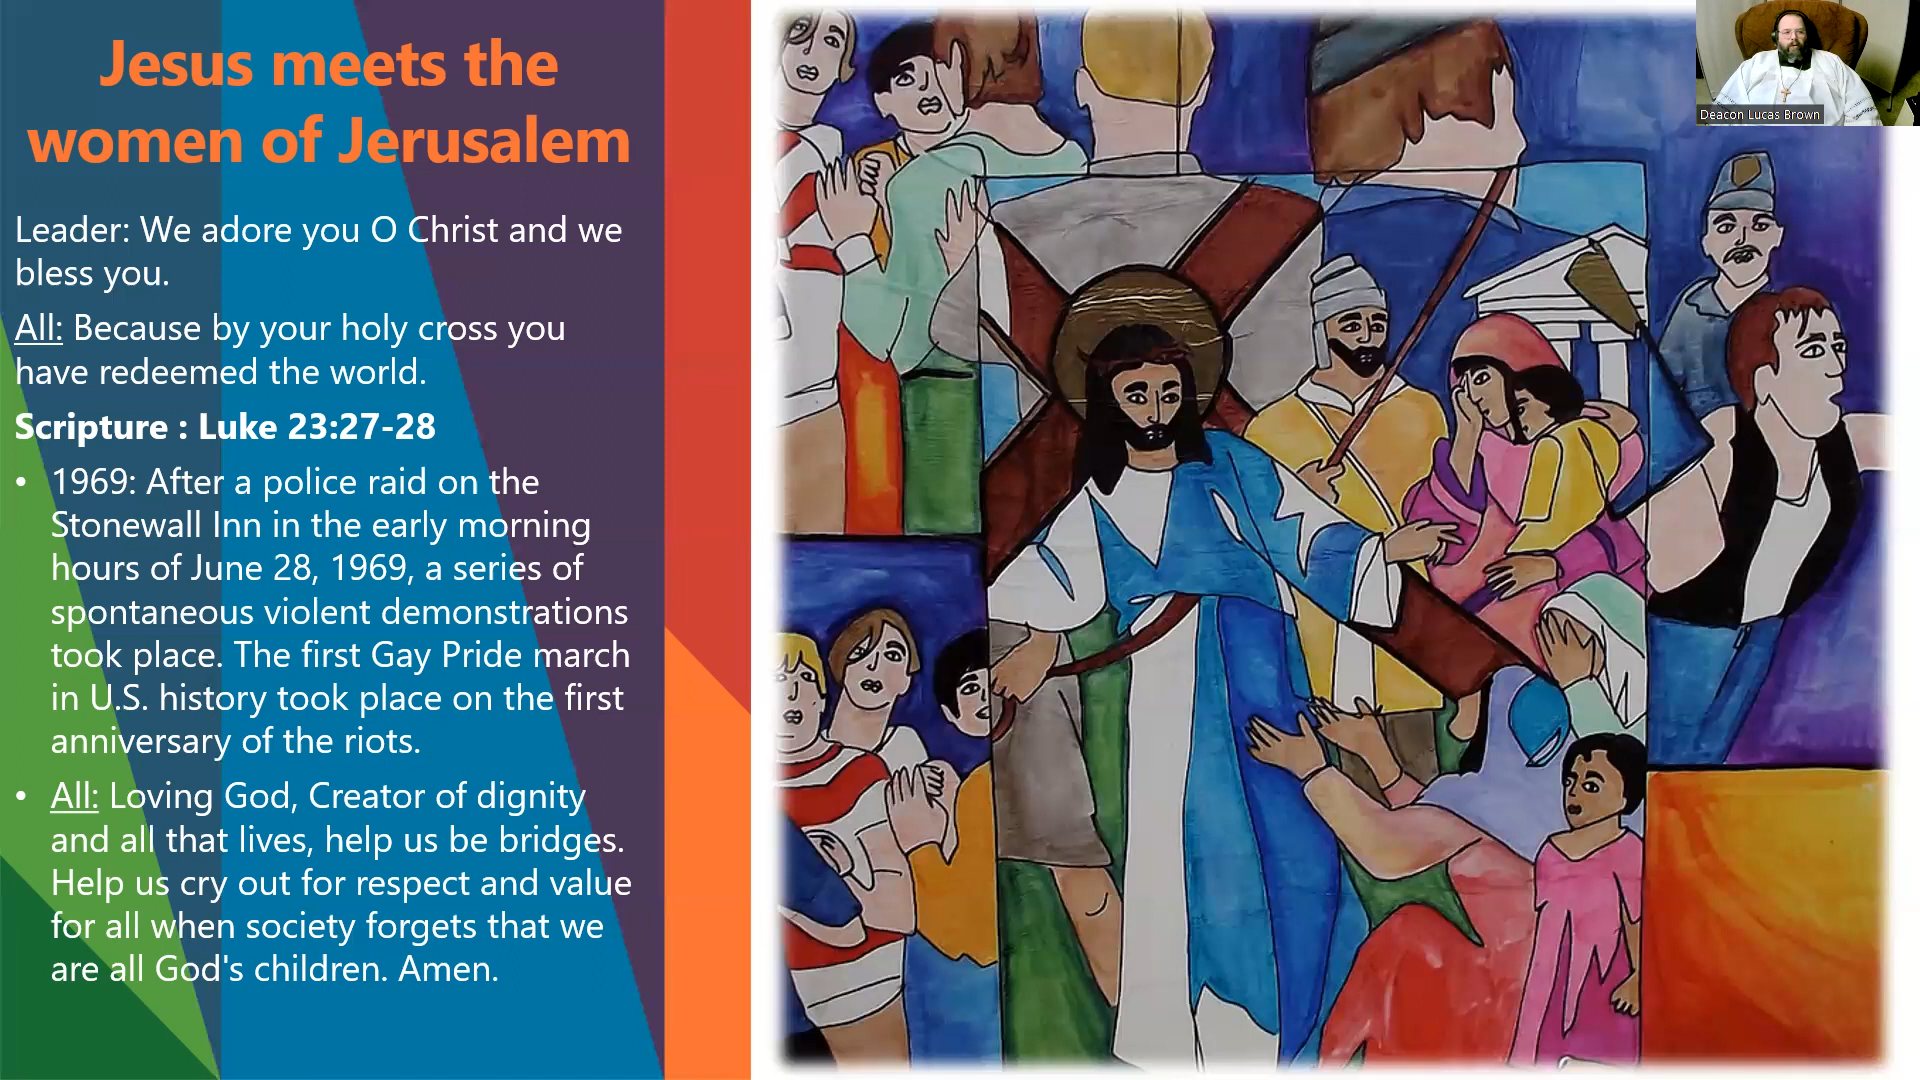 Jesus meets the
women of Jerusalem
Leader: We adore you O Christ and we
bless you.
All: Because by your holy cross you
have redeemed the world.
Scripture : Luke 23:27-28
• 1969: After a police raid on the
Stonewall Inn in the early morning
hours of June 28, 1969, a series of
spontaneous violent demonstrations
took place. The first Gay Pride march
in U.S. history took place on the first
anniversary of the riots.
• All: Loving God, Creator of dignity
and all that lives, help us be bridges.
Help us cry out for respect and value
for all when society forgets that we
are all God's children. Amen.
Deacon Lucas Brown